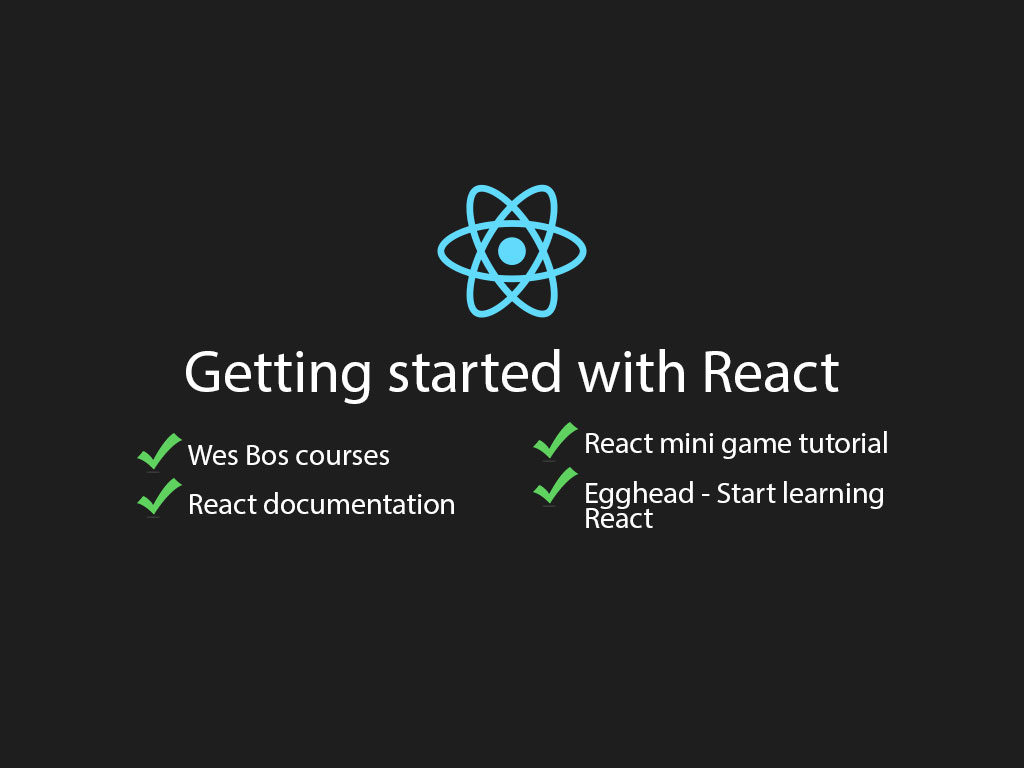 Getting started with React
Wes Bos courses
React documentation
React mini game tutorial
Egghead - Start learning
React